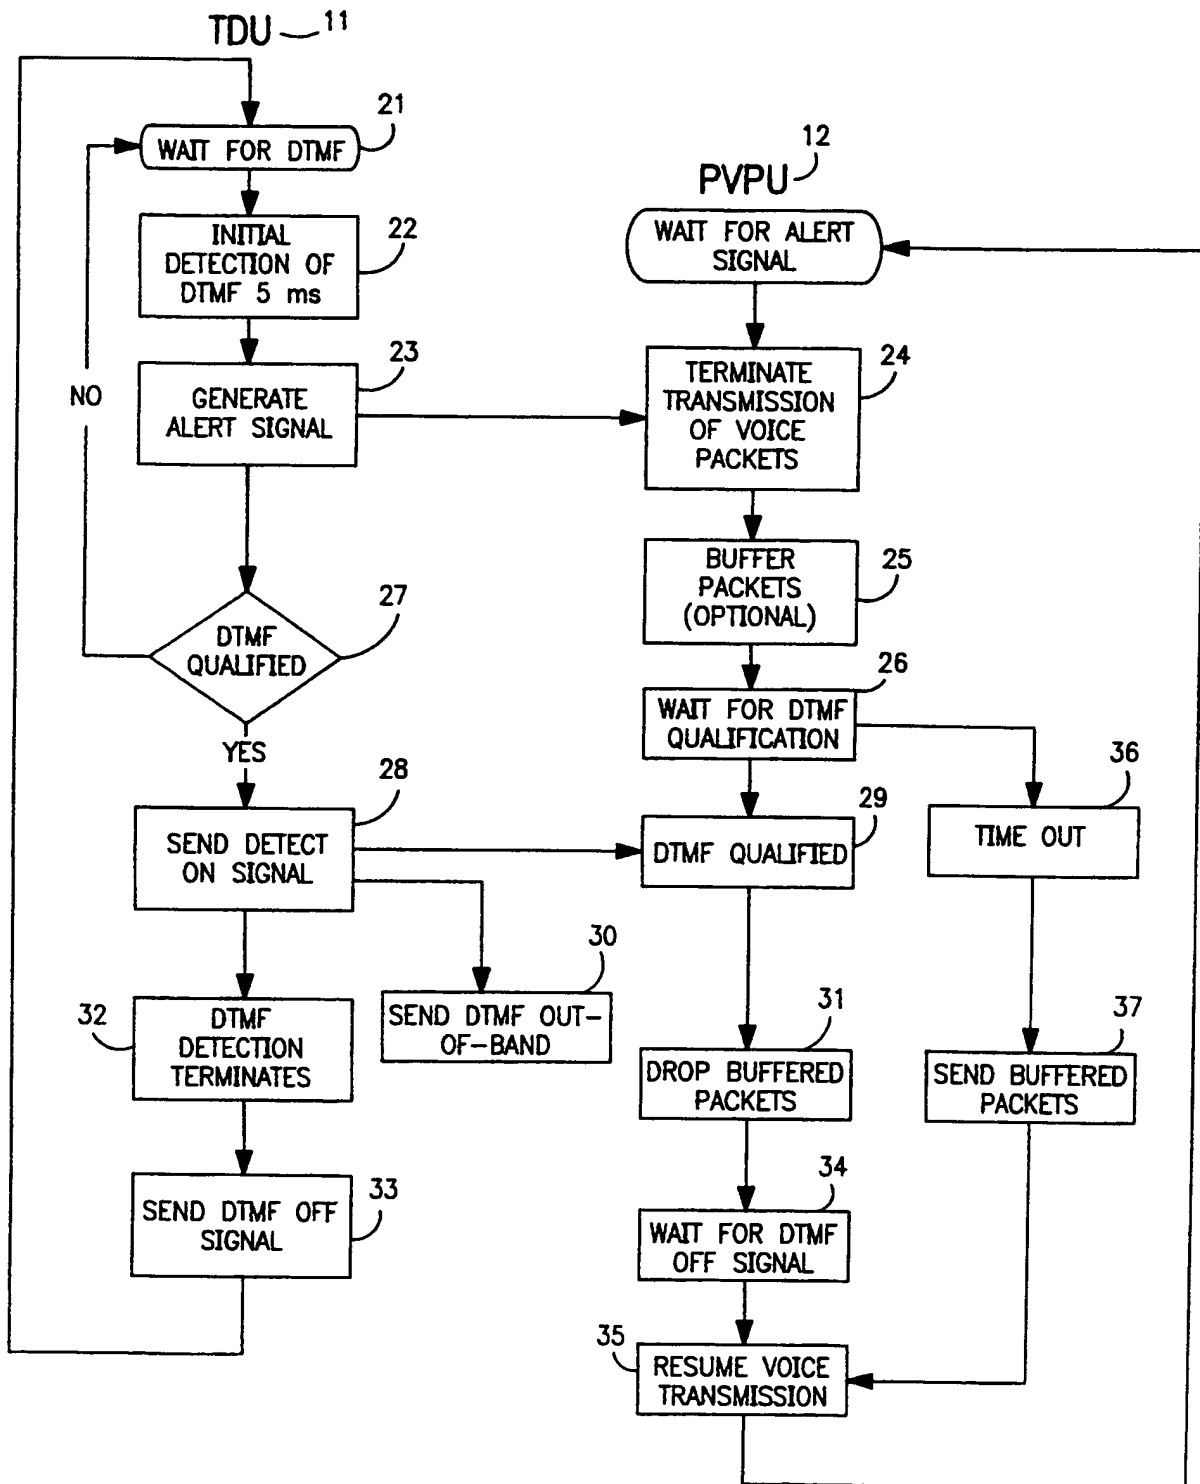 TDU 11
WAIT FOR DTMF
21
INITIAL
DETECTION OF
DTMF 5 ms
22
GENERATE
ALERT SIGNAL
23
NO
DTMF
QUALIFIED
27
YES
SEND DETECT
ON SIGNAL
28
SEND DTMF OUT-
OF-BAND
30
32
DTMF
DETECTION
TERMINATES
SEND DTMF OFF
SIGNAL
33
PVPU 12
WAIT FOR ALERT
SIGNAL
TERMINATE
TRANSMISSION
OF VOICE
PACKETS
24
BUFFER
PACKETS
(OPTIONAL)
25
WAIT FOR DTMF
QUALIFICATION
26
DTMF QUALIFIED
29
DROP BUFFERED
PACKETS
31
WAIT FOR DTMF
OFF SIGNAL
34
35
RESUME VOICE
TRANSMISSION
36
TIME OUT
37
SEND BUFFERED
PACKETS